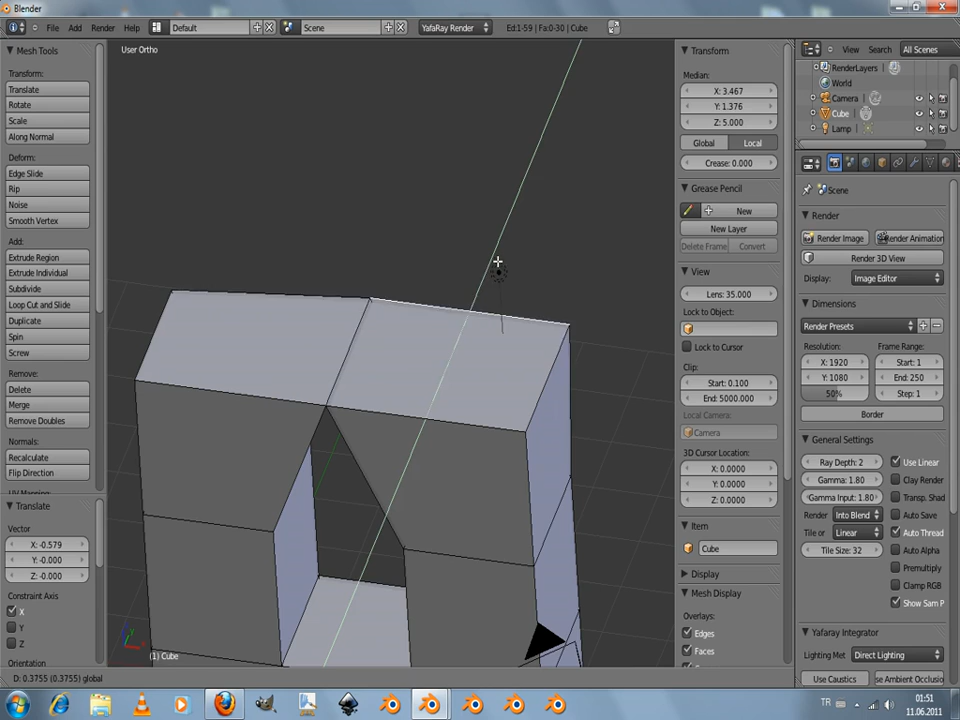 Blender
File Add Render Help Default Scene YafaRay Render Ed:1-59 | Fa:0-30 | Cube
Mesh Tools
Transform:
Translate
Rotate
Scale
Along Normal
Deform:
Edge Slide
Rip
Noise
Smooth Vertex
Add:
Extrude Region
Extrude Individual
Subdivide
Loop Cut and Slide
Duplicate
Spin
Screw
Remove:
Delete
Merge
Remove Doubles
Normals:
Recalculate
Flip Direction
UV Mapping:
Translate
Vector
X: -0.579
Y: -0.000
Z: -0.000
Constraint Axis
X
Y
Z
Orientation
User Ortho
(1) Cube
D: 0.3755 (0.3755) global
Transform
Median:
X: 3.467
Y: 1.376
Z: 5.000
Global Local
Crease: 0.000
Grease Pencil
New
New Layer
Delete Frame Convert
View
Lens: 35.000
Lock to Object:
Lock to Cursor
Clip:
Start: 0.100
End: 5000.000
Local Camera:
Camera
3D Cursor Location:
X: 0.0000
Y: 0.0000
Z: 0.0000
Item
Cube
Display
Mesh Display
Overlays:
Edges
Faces
View Search All Scenes
RenderLayers
World
Camera
Cube
Lamp
Scene
Render
Render Image Render Animation
Render 3D View
Display: Image Editor
Dimensions
Render Presets
Resolution: Frame Range:
X: 1920 Start: 1
Y: 1080 End: 250
50% Step: 1
Border
General Settings
Ray Depth: 2 Use Linear
Gamma: 1.80 Clay Render
Gamma Input: 1.80 Transp. Shad
Render Into Blend Auto Save
Tile or Linear Auto Thread
Tile Size: 32 Auto Alpha
Premultiply
Clamp RGB
Show Sam P
Yafaray Integrator
Lighting Met Direct Lighting
Use Caustics se Ambient Occlusio
TR 01:51
11.06.2011